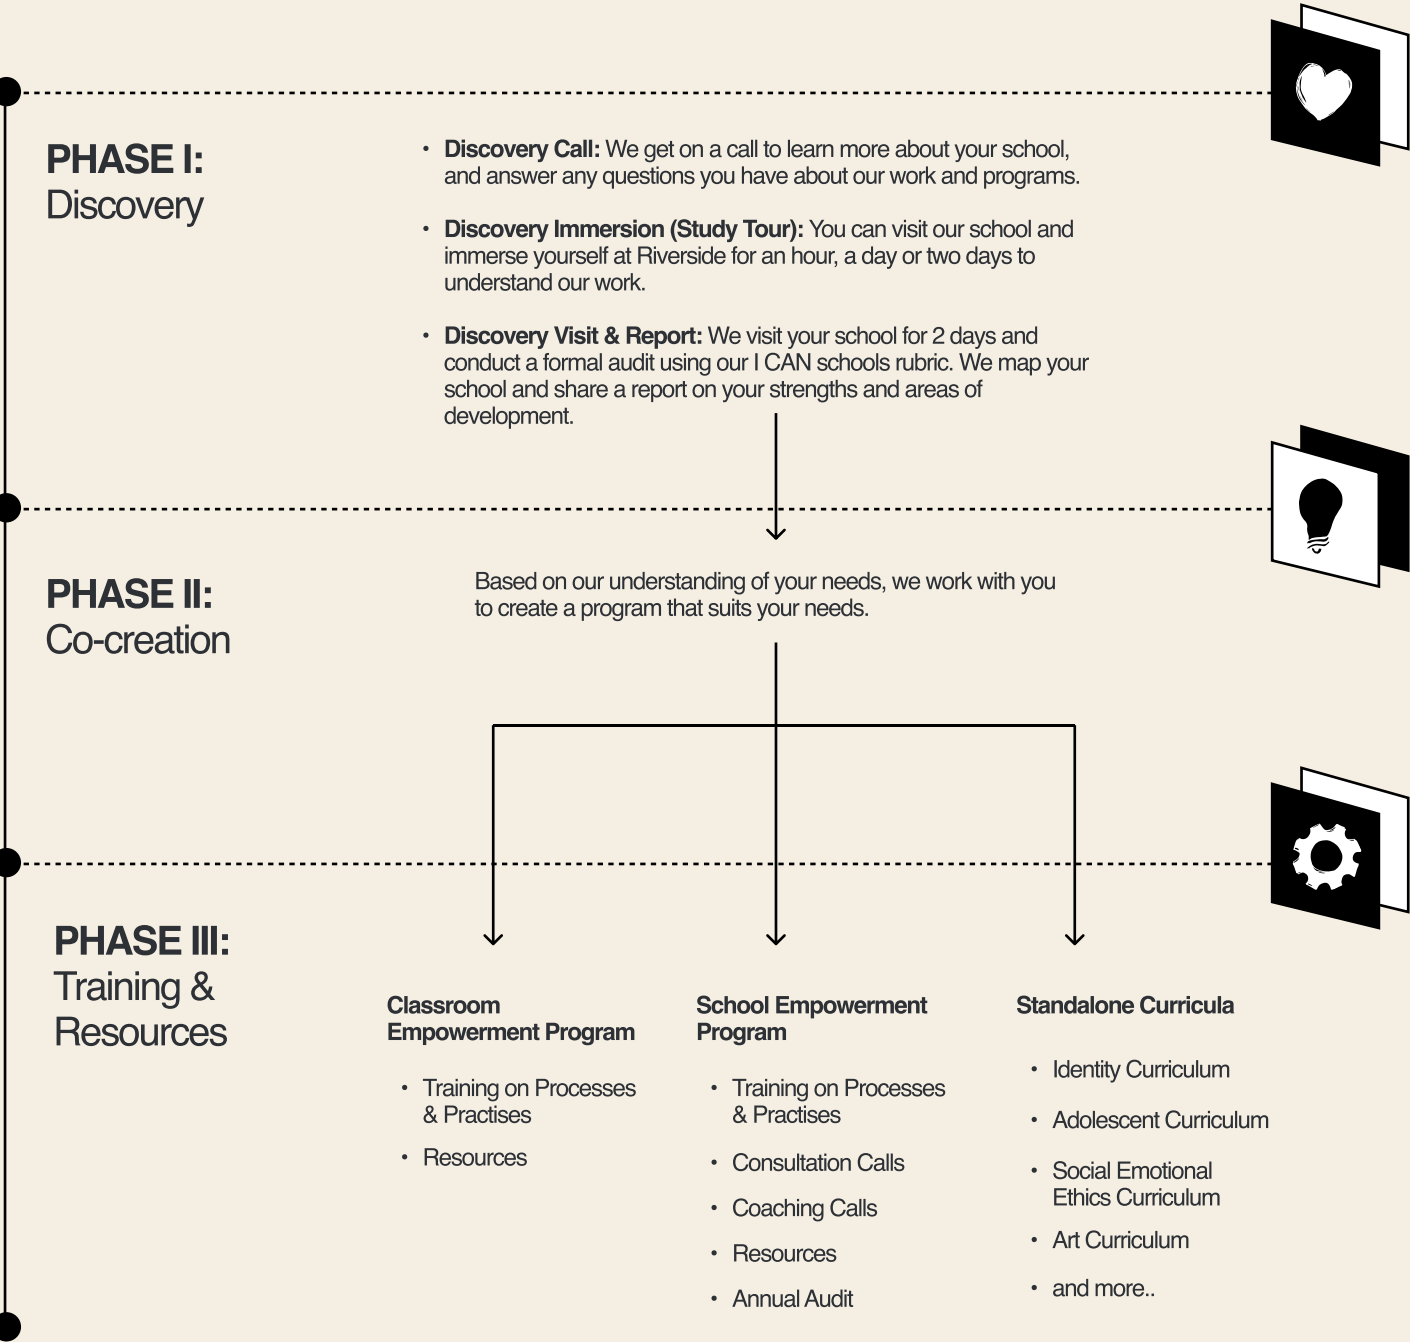 PHASE I:
Discovery
• Discovery Call: We get on a call to learn more about your school,
and answer any questions you have about our work and programs.
• Discovery Immersion (Study Tour): You can visit our school and
immerse yourself at Riverside for an hour, a day or two days to
understand our work.
• Discovery Visit & Report: We visit your school for 2 days and
conduct a formal audit using our I CAN schools rubric. We map your
school and share a report on your strengths and areas of
development.
PHASE II:
Co-creation
Based on our understanding of your needs, we work with you
to create a program that suits your needs.
PHASE III:
Training &
Resources
Classroom
Empowerment Program
• Training on Processes
& Practises
• Resources
School Empowerment
Program
• Training on Processes
& Practises
• Consultation Calls
• Coaching Calls
• Resources
• Annual Audit
Standalone Curricula
• Identity Curriculum
• Adolescent Curriculum
• Social Emotional
Ethics Curriculum
• Art Curriculum
• and more..